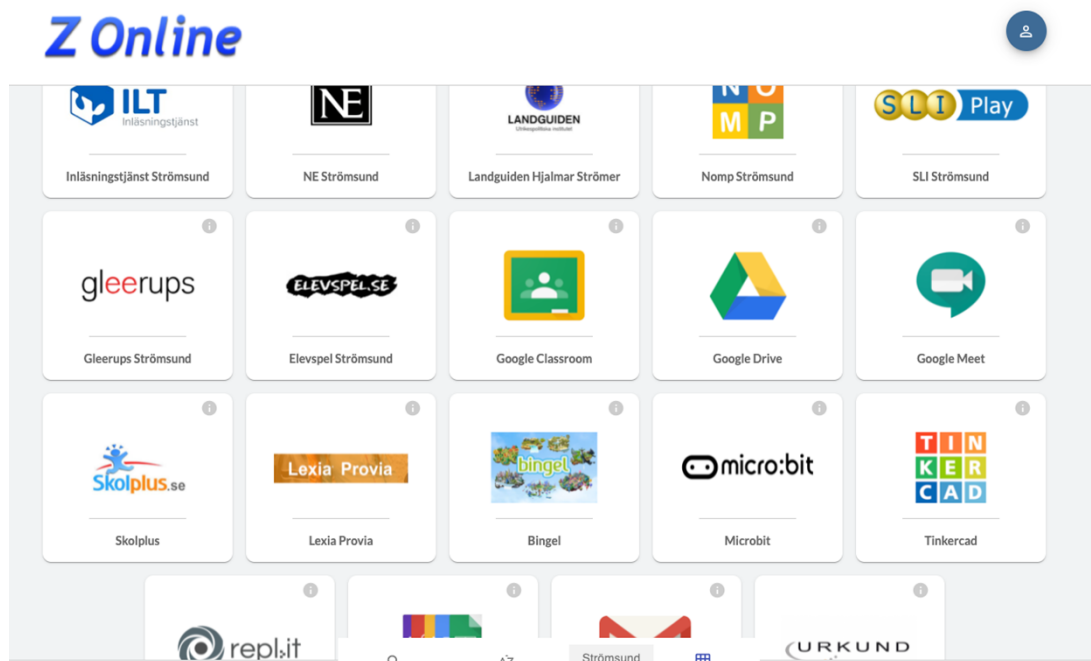 Z Online
ILT
Inläsningstjänst
NE
LANDGUIDEN
Utrikespolitiska institutet
N O
M P
SLI Play
Inläsningstjänst Strömsund
NE Strömsund
Landguiden Hjalmar Strömer
Nomp Strömsund
SLI Strömsund
gleerups
ELEVSPEL.SE
Gleerups Strömsund
Elevspel Strömsund
Google Classroom
Google Drive
Google Meet
Skolplus.se
Lexia Provia
bingel
micro:bit
TIN
KER
CAD
Skolplus
Lexia Provia
Bingel
Microbit
Tinkercad
repl.it
URKUND
Strömsund